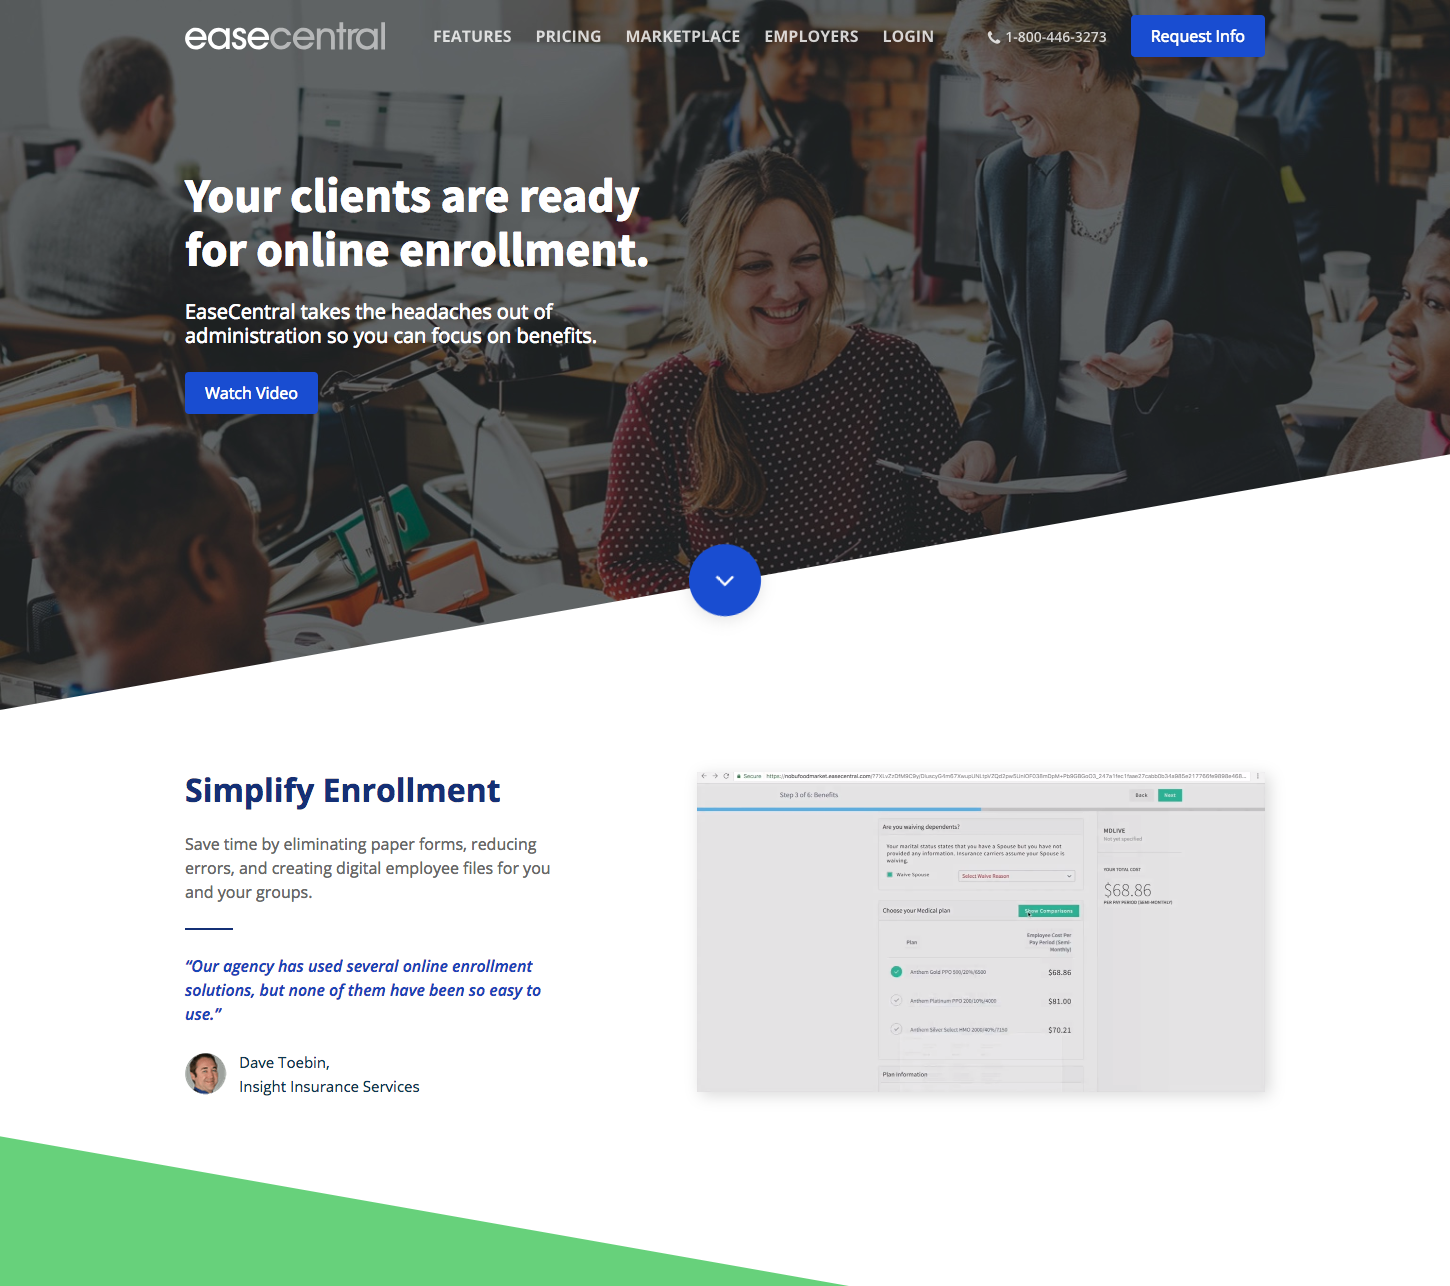 easecentral
FEATURES
PRICING
MARKETPLACE
EMPLOYERS
LOGIN
1-800-446-3273
Request Info
Your clients are ready
for online enrollment.
EaseCentral takes the headaches out of
administration so you can focus on benefits.
Watch Video
Simplify Enrollment
Save time by eliminating paper forms, reducing
errors, and creating digital employee files for you
and your groups.
“Our agency has used several online enrollment
solutions, but none of them have been so easy to
use.”
Dave Toebin,
Insight Insurance Services
Secure
Step 3 of 6: Benefits
Back
Next
Are you waiving dependents?
Your marital status states that you have a Spouse but you have not
provided any information. Insurance carriers assume your Spouse is
waiving.
Waive Spouse
Select Waive Reason
Choose your Medical plan
Show Comparisons
Plan
Employee Cost Per
Pay Period (Semi-
Monthly)
Anthem Gold PPO 500/20%/6500
$68.86
Anthem Platinum PPO 200/10%/4000
$81.00
Anthem Silver Select HMO 2000/40%/7150
$70.21
Plan Information
MDLIVE
Not yet specified
YOUR TOTAL COST
$68.86
PER PAY PERIOD (SEMI-MONTHLY)